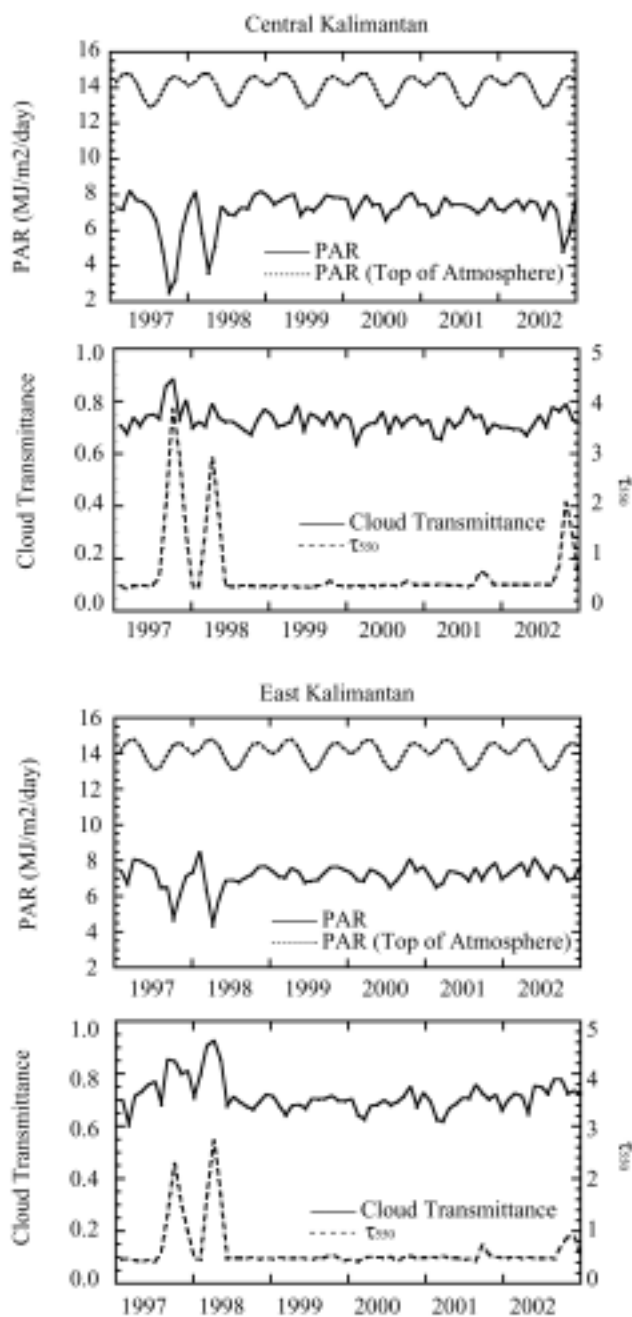 Central Kalimantan
16
14
12
10
8
6
4
2
PAR (MJ/m2/day)
PAR
PAR (Top of Atmosphere)
1997 1998 1999 2000 2001 2002
1.0
0.8
0.6
0.4
0.2
0.0
Cloud Transmittance
5
4
3
2
1
0
τ550
Cloud Transmittance
τ550
1997 1998 1999 2000 2001 2002
East Kalimantan
16
14
12
10
8
6
4
2
PAR (MJ/m2/day)
PAR
PAR (Top of Atmosphere)
1997 1998 1999 2000 2001 2002
1.0
0.8
0.6
0.4
0.2
0.0
Cloud Transmittance
5
4
3
2
1
0
τ550
Cloud Transmittance
τ550
1997 1998 1999 2000 2001 2002